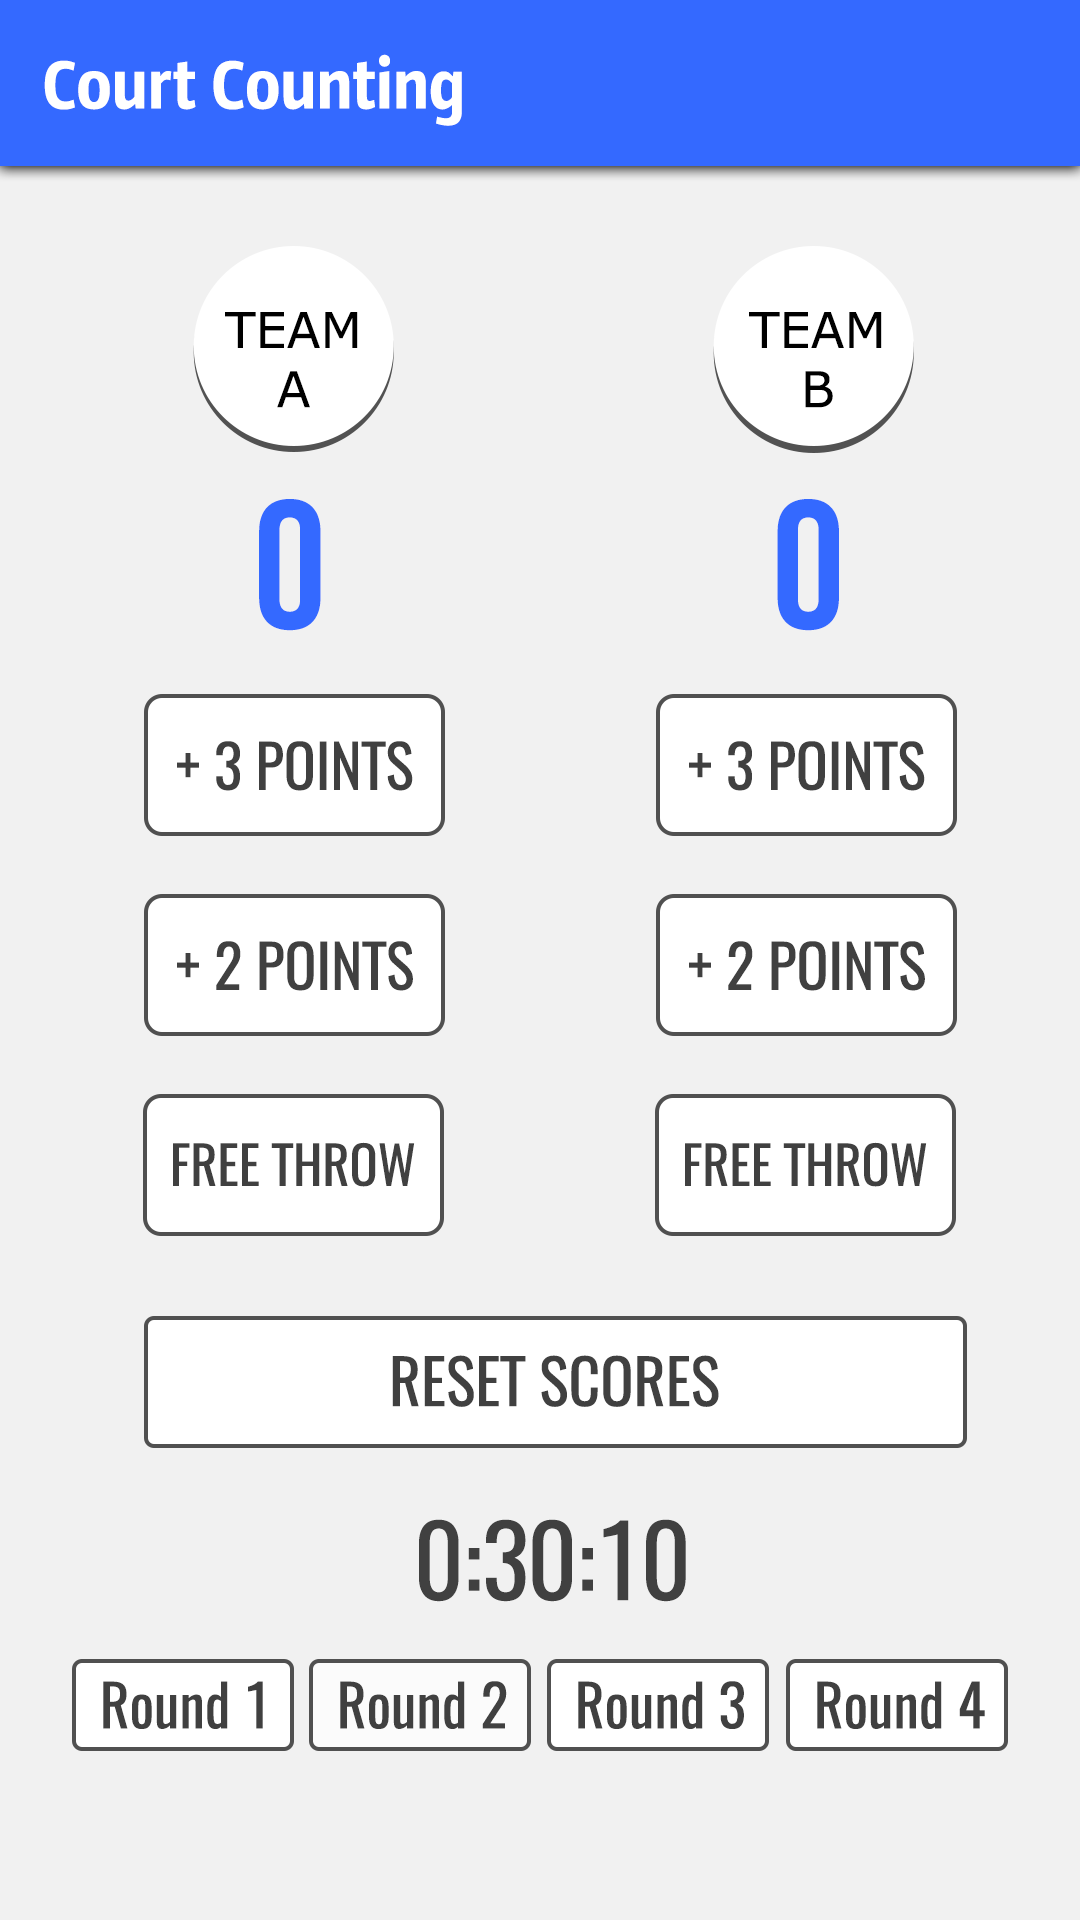 Court Counting
TEAM
A
TEAM
B
0
0
+ 3 POINTS
+ 3 POINTS
+ 2 POINTS
+ 2 POINTS
FREE THROW
FREE THROW
RESET SCORES
0:30:10
Round 1
Round 2
Round 3
Round 4